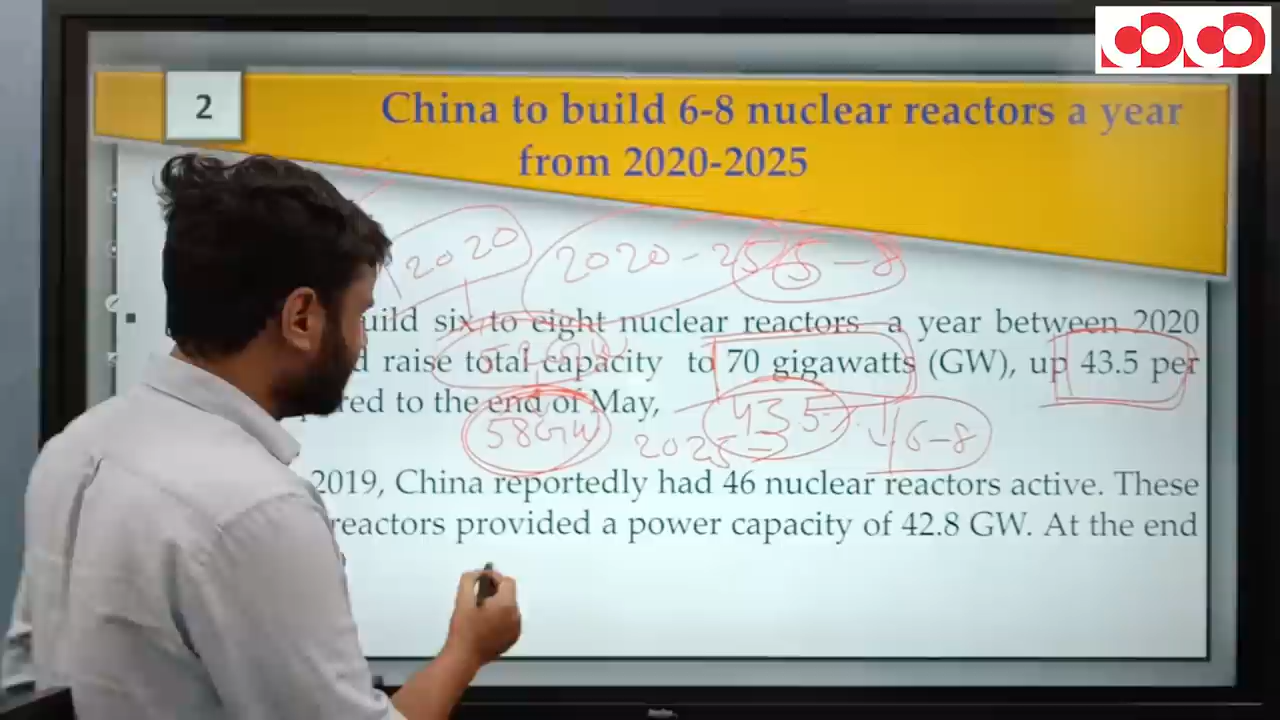 2
China to build 6-8 nuclear reactors a year
from 2020-2025
2020 2020-25 5-8
uild six to eight nuclear reactors a year between 2020
raise total capacity to 70 gigawatts (GW), up 43.5 per
red to the end of May,
58GW 2025 43.5 6-8
2019, China reportedly had 46 nuclear reactors active. These
reactors provided a power capacity of 42.8 GW. At the end